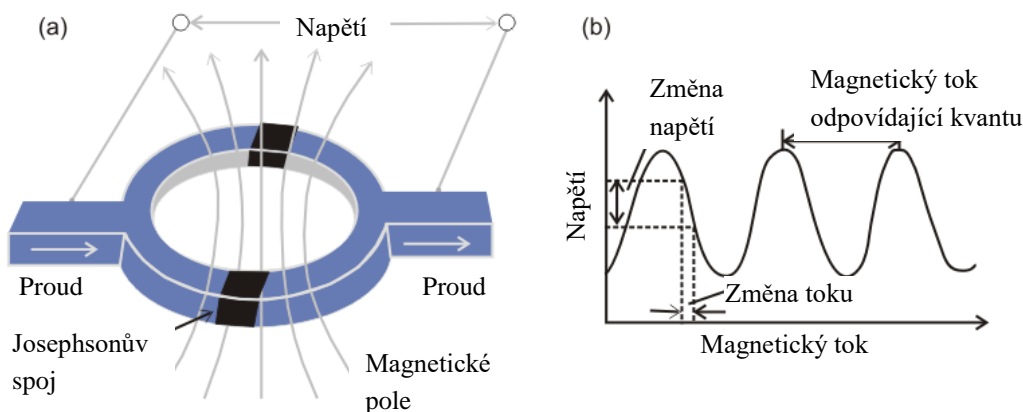 (a)
Napětí
Proud
Proud
Josephsonův
spoj
Magnetické
pole
(b)
Změna
napětí
Magnetický tok
odpovídající kvantu
Napětí
Změna toku
Magnetický tok